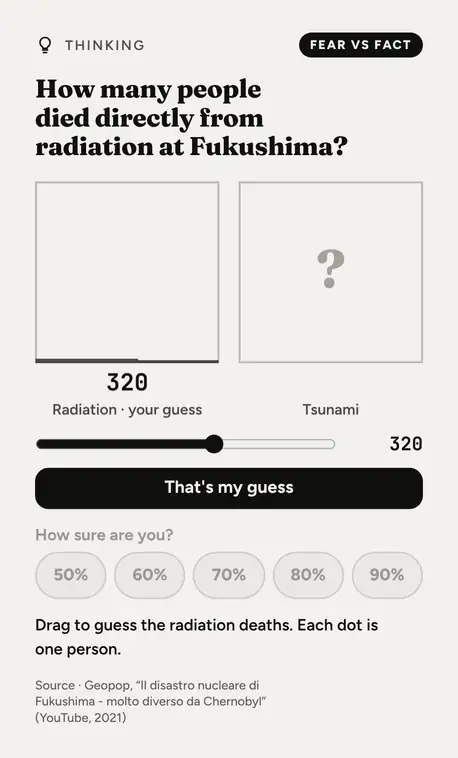 THINKING
FEAR VS FACT
How many people
died directly from
radiation at Fukushima?
?
320
Radiation · your guess
Tsunami
320
That's my guess
How sure are you?
50% 60% 70% 80% 90%
Drag to guess the radiation deaths. Each dot is
one person.
Source · Geopop, “Il disastro nucleare di
Fukushima - molto diverso da Chernobyl”
(YouTube, 2021)